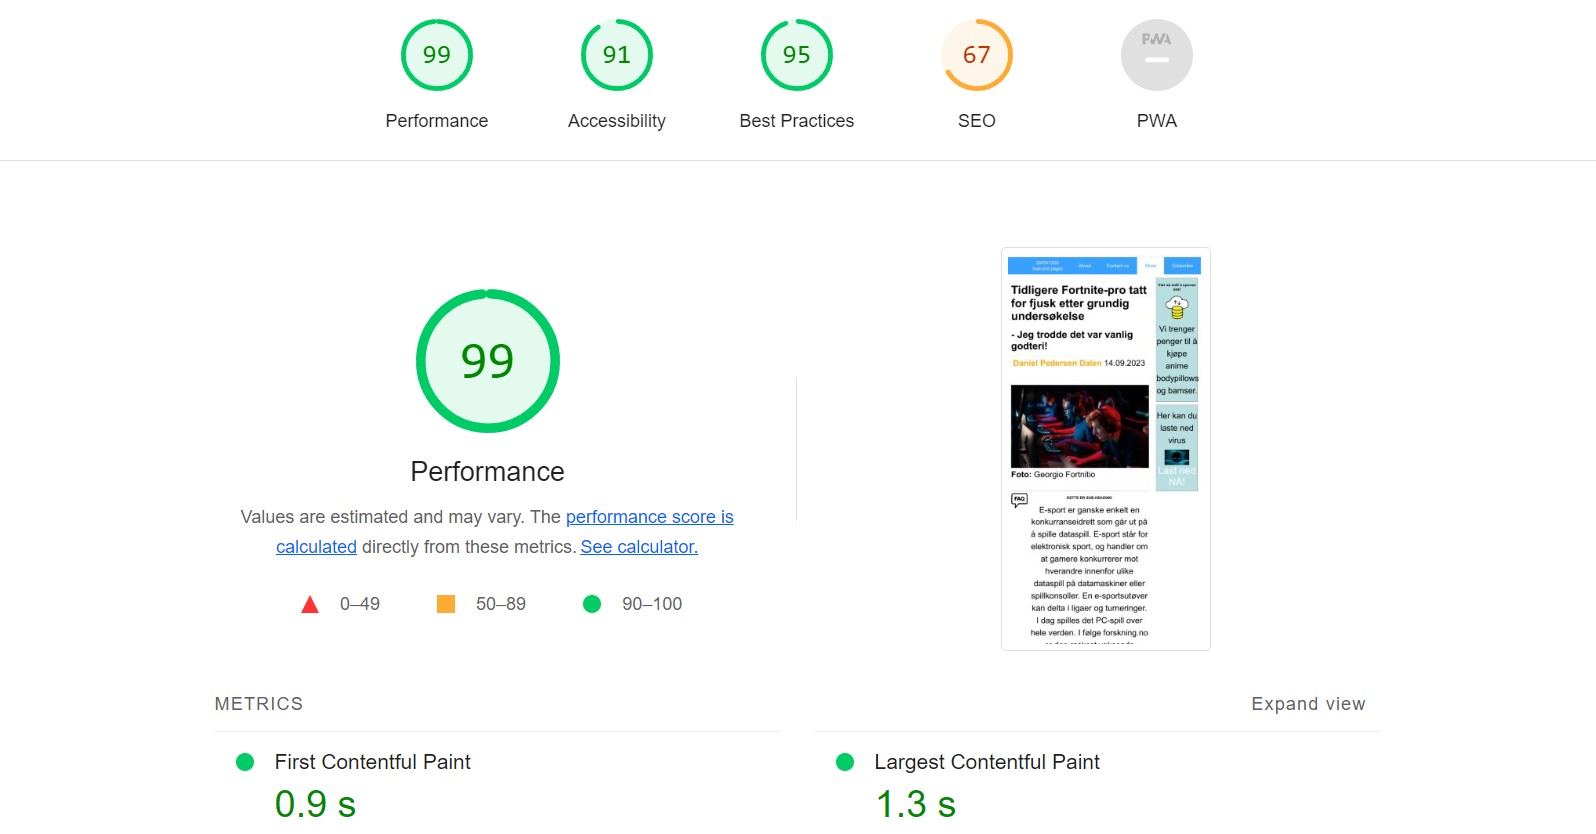 99
91
95
67
PWA
Performance
Accessibility
Best Practices
SEO
PWA
99
Performance
Values are estimated and may vary. The performance score is
calculated directly from these metrics. See calculator.
0–49
50–89
90–100
About
Contact us
Store
Tidligere Fortnite-pro tatt
for fjusk etter grundig
undersøkelse
- Jeg trodde det var vanlig
godteri!
Daniel Pedersen Dalen 14.09.2023
Foto: Georgio Fortnitio
FAQ
DETTE ER SUB-HEADING
E-sport er ganske enkelt en
konkurranseidrett som går ut på
å spille dataspill. E-sport står for
elektronisk sport, og handler om
at gamere konkurrerer mot
hverandre innenfor ulike
dataspill på datamaskiner eller
spillkonsoller. En e-sportsutøver
kan delta i ligaer og turneringer.
I dag spilles det PC-spill over
hele verden. I følge forskning.no
Vi trenger
penger til å
kjøpe
anime
bodypillows
og bamser.
Her kan du
laste ned
virus
Last ned
NÅ!
METRICS
Expand view
First Contentful Paint
0.9 s
Largest Contentful Paint
1.3 s